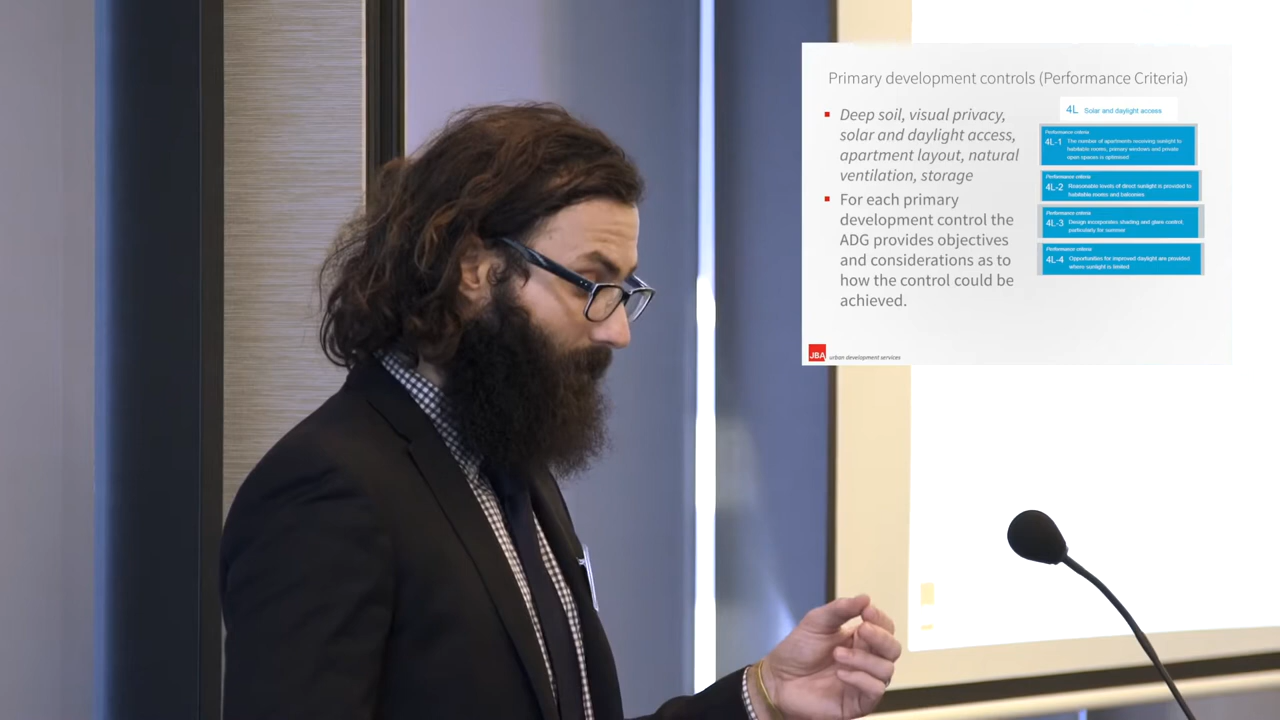 Primary development controls (Performance Criteria)
Deep soil, visual privacy,
solar and daylight access,
apartment layout, natural
ventilation, storage
For each primary
development control the
ADG provides objectives
and considerations as to
how the control could be
achieved.
4L Solar and daylight access
Performance criteria
4L-1 The number of apartments receiving sunlight to
habitable rooms, primary windows and private
open spaces is optimised
Performance criteria
4L-2 Reasonable levels of direct sunlight is provided to
habitable rooms and balconies
Performance criteria
4L-3 Design incorporates shading and glare control,
particularly for summer
Performance criteria
4L-4 Opportunities for improved daylight are provided
where sunlight is limited
JBA urban development services